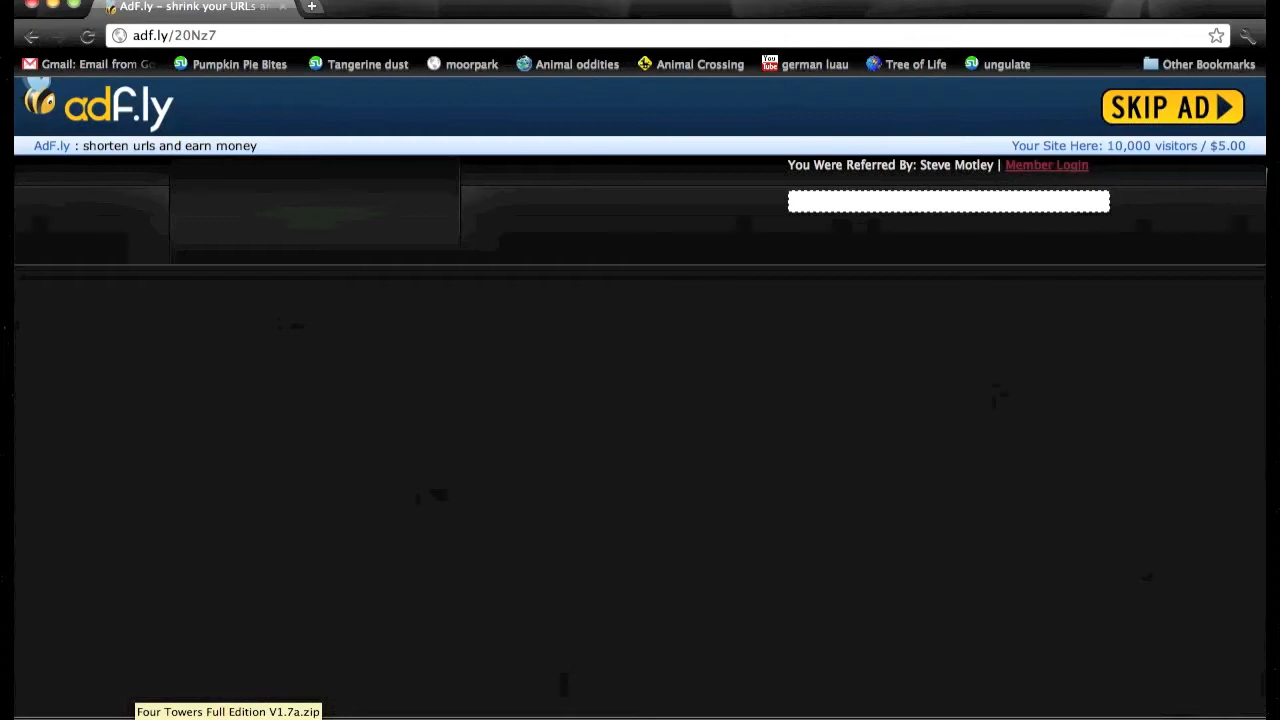 AdF.ly – shrink your URLs a
adf.ly/20Nz7
Gmail: Email from Go
Pumpkin Pie Bites
Tangerine dust
moorpark
Animal oddities
Animal Crossing
You Tube
german luau
Tree of Life
ungulate
Other Bookmarks
adf.ly
SKIP AD
AdF.ly : shorten urls and earn money
Your Site Here: 10,000 visitors / $5.00
You Were Referred By: Steve Motley | Member Login
Four Towers Full Edition V1.7a.zip